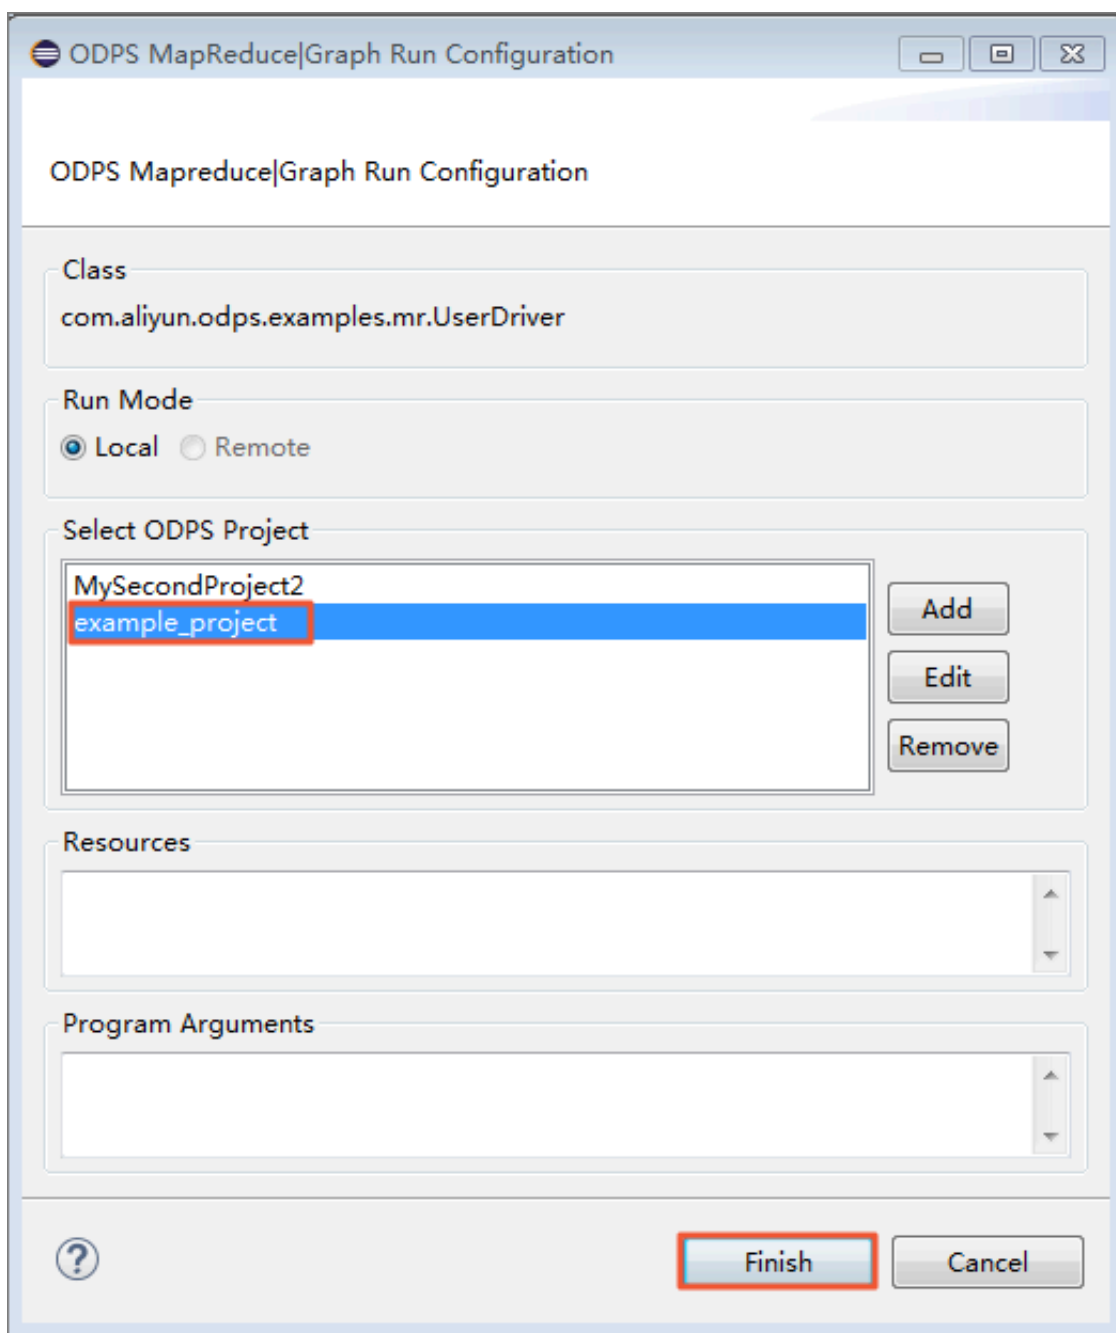 ODPS MapReduce|Graph Run Configuration
ODPS Mapreduce|Graph Run Configuration
Class
com.aliyun.odps.examples.mr.UserDriver
Run Mode
Local Remote
Select ODPS Project
MySecondProject2
example_project
Add
Edit
Remove
Resources
Program Arguments
Finish Cancel